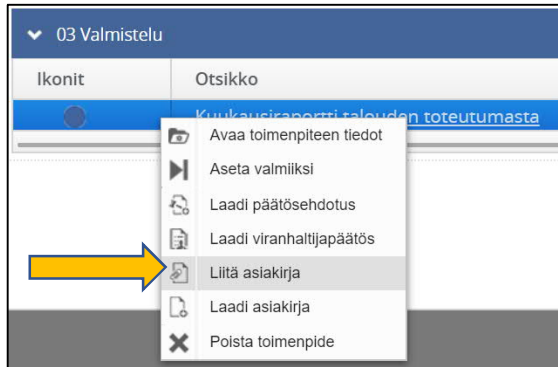 03 Valmistelu
Ikonit Otsikko
Kuukausiraportti talouden toteutumasta
Avaa toimenpiteen tiedot
Aseta valmiiksi
Laadi päätösehdotus
Laadi viranhaltijapäätös
Liitä asiakirja
Laadi asiakirja
Poista toimenpide